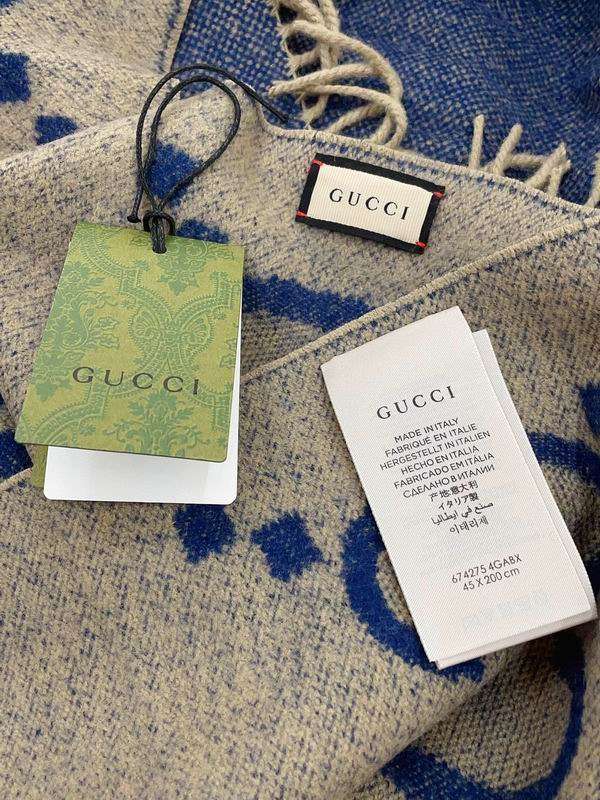 GUCCI
GUCCI
GUCCI
MADE IN ITALY
FABRIQUÉ EN ITALIE
HERGESTELLT IN ITALIEN
HECHO EN ITALIA
FABRICADO EM ITÁLIA
СДЕЛАНО В ИТАЛИИ
产地意大利
イタリア製
صنع في ايطاليا
이태리제
674275 4GABX
45 X 200 cm